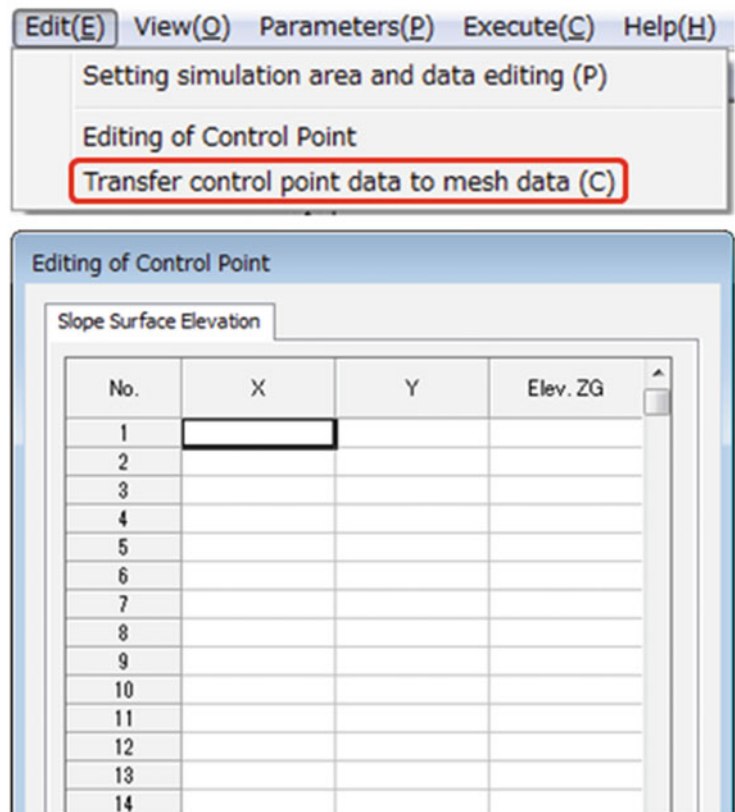 Edit(E) View(O) Parameters(P) Execute(C) Help(H)
Setting simulation area and data editing (P)
Editing of Control Point
Transfer control point data to mesh data (C)
Editing of Control Point
Slope Surface Elevation
No. X Y Elev. ZG
1
2
3
4
5
6
7
8
9
10
11
12
13
14